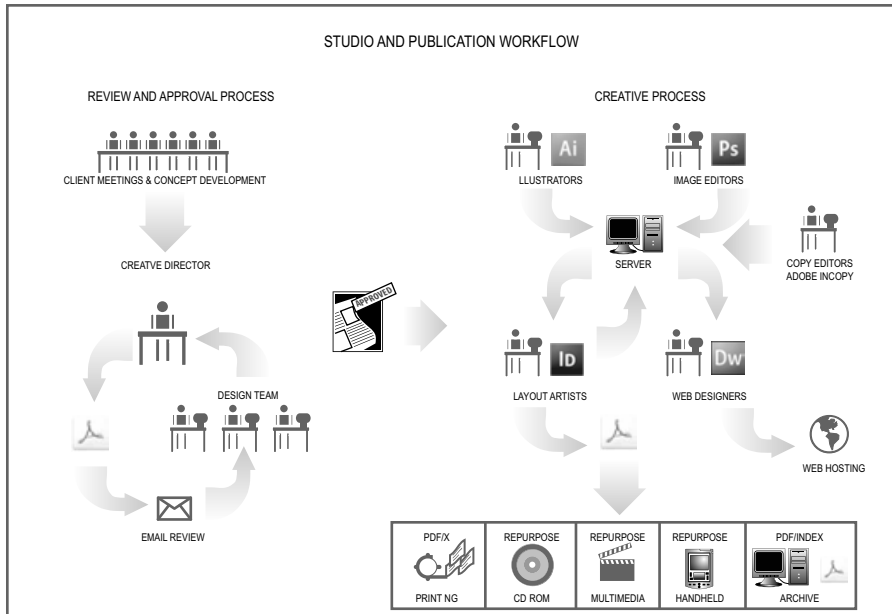 STUDIO AND PUBLICATION WORKFLOW
REVIEW AND APPROVAL PROCESS
CLIENT MEETINGS & CONCEPT DEVELOPMENT
CREATVE DIRECTOR
DESIGN TEAM
EMAIL REVIEW
APPROVED
CREATIVE PROCESS
Ai
LLUSTRATORS
Ps
IMAGE EDITORS
SERVER
COPY EDITORS
ADOBE INCOPY
ID
LAYOUT ARTISTS
Dw
WEB DESIGNERS
WEB HOSTING
PDF/X
PRINT NG
REPURPOSE
CD ROM
REPURPOSE
MULTIMEDIA
REPURPOSE
HANDHELD
PDF/INDEX
ARCHIVE